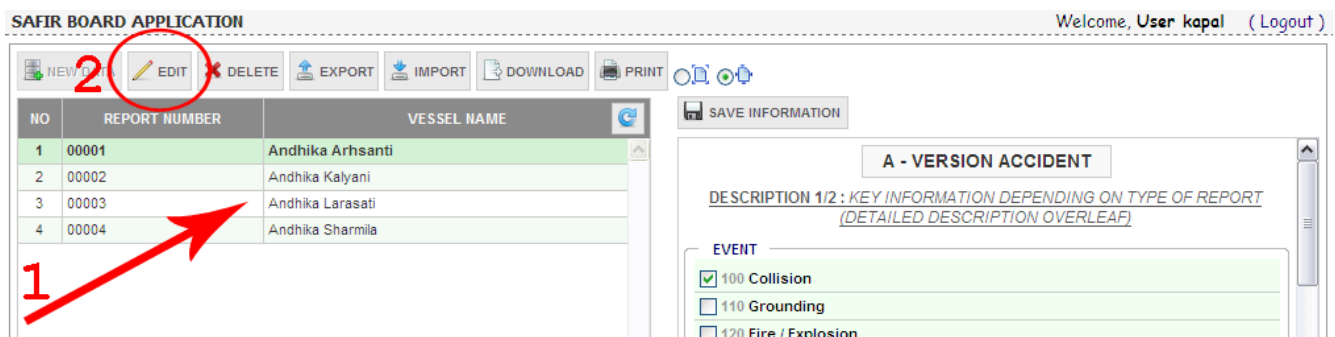 SAFIR BOARD APPLICATION
Welcome, User kapal ( Logout )
NEW DATA EDIT DELETE EXPORT IMPORT DOWNLOAD PRINT
2
SAVE INFORMATION
NO REPORT NUMBER VESSEL NAME
1 00001 Andhika Arhsanti
2 00002 Andhika Kalyani
3 00003 Andhika Larasati
4 00004 Andhika Sharmila
1
A - VERSION ACCIDENT
DESCRIPTION 1/2 : KEY INFORMATION DEPENDING ON TYPE OF REPORT
(DETAILED DESCRIPTION OVERLEAF)
EVENT
100 Collision
110 Grounding
120 Fire / Explosion